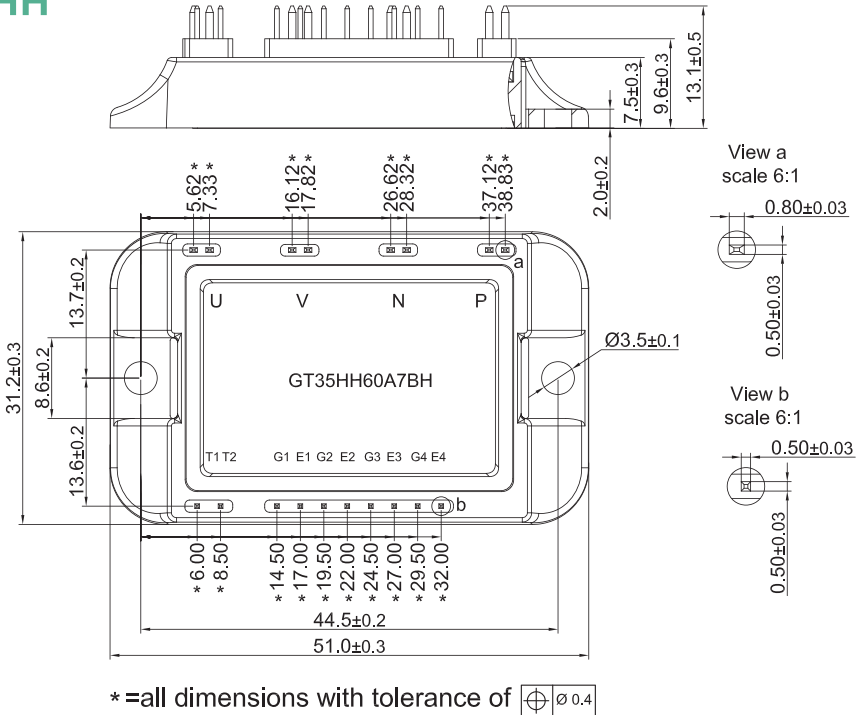 HH
7.5±0.3
9.6±0.3
13.1±0.5
2.0±0.2
5.62*
7.33*
16.12*
17.82*
26.62*
28.32*
37.12*
38.83*
View a
scale 6:1
0.80±0.03
0.50±0.03
a
31.2±0.3
13.7±0.2
8.6±0.2
13.6±0.2
U V N P
Ø3.5±0.1
GT35HH60A7BH
View b
scale 6:1
0.50±0.03
0.50±0.03
T1 T2 G1 E1 G2 E2 G3 E3 G4 E4
b
*6.00
*8.50
*14.50
*17.00
*19.50
*22.00
*24.50
*27.00
*29.50
*32.00
44.5±0.2
51.0±0.3
*=all dimensions with tolerance of ⌖ Ø 0.4